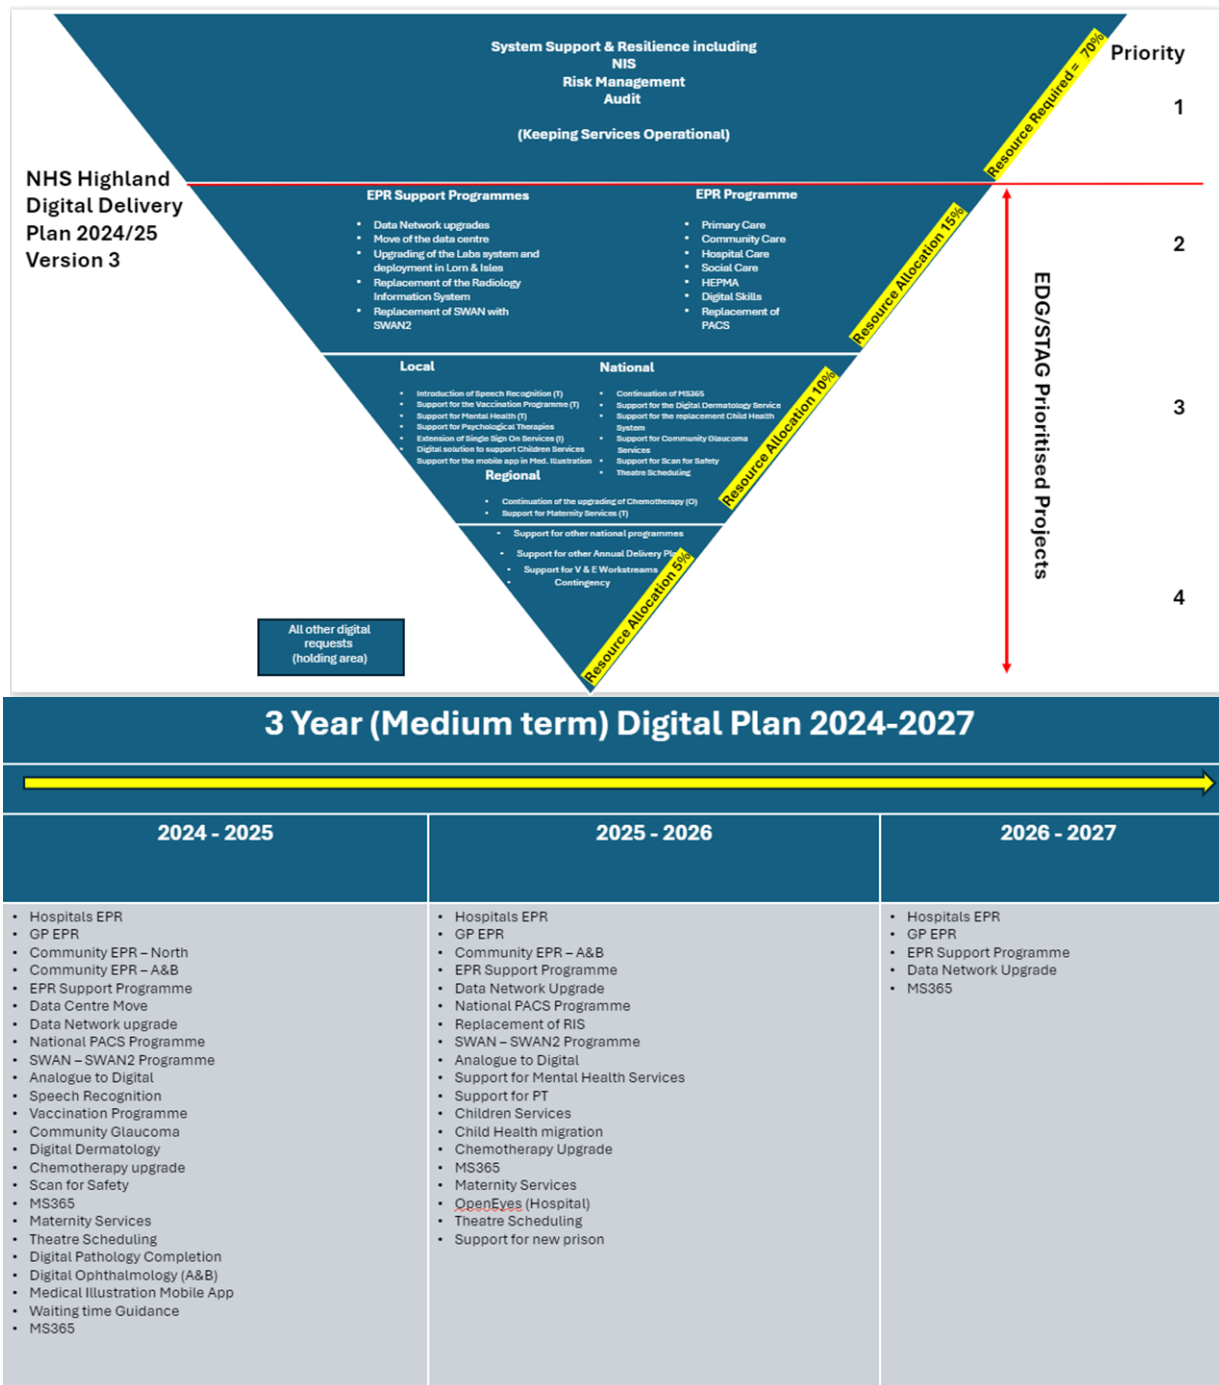 System Support & Resilience including
NIS
Risk Management
Audit
(Keeping Services Operational)
Resource Required = 70%
Priority
1
NHS Highland
Digital Delivery
Plan 2024/25
Version 3
EPR Support Programmes
• Data Network upgrades
• Move of the data centre
• Upgrading of the Labs system and
deployment in Lorn & Isles
• Replacement of the Radiology
Information System
• Replacement of SWAN with
SWAN2
EPR Programme
• Primary Care
• Community Care
• Hospital Care
• Social Care
• HEPMA
• Digital Skills
• Replacement of
PACS
Resource Allocation 15%
2
EDG/STAG Prioritised Projects
Local
• Introduction of Speech Recognition (T)
• Support for the Vaccination Programme (T)
• Support for Mental Health (T)
• Support for Psychological Therapies
• Extension of Single Sign On Services (I)
• Digital solution to support Children Services
Support for the mobile app in Med. Illustration
National
• Continuation of MS365
• Support for the Digital Dermatology Service
• Support for the replacement Child Health
System
• Support for Community Glaucoma
Services
• Support for Scan for Safety
• Theatre Scheduling
Regional
• Continuation of the upgrading of Chemotherapy (O)
• Support for Maternity Services (T)
Resource Allocation 10%
3
• Support for other national programmes
• Support for other Annual Delivery
• Support for V & E Workstreams
• Contingency
Resource Allocation 5%
4
All other digital
requests
(holding area)
3 Year (Medium term) Digital Plan 2024-2027
2024 - 2025
• Hospitals EPR
• GP EPR
• Community EPR – North
• Community EPR – A&B
• EPR Support Programme
• Data Centre Move
• Data Network upgrade
• National PACS Programme
• SWAN – SWAN2 Programme
• Analogue to Digital
• Speech Recognition
• Vaccination Programme
• Community Glaucoma
• Digital Dermatology
• Chemotherapy upgrade
• Scan for Safety
• MS365
• Maternity Services
• Theatre Scheduling
• Digital Pathology Completion
• Digital Ophthalmology (A&B)
• Medical Illustration Mobile App
• Waiting time Guidance
• MS365
2025 - 2026
• Hospitals EPR
• GP EPR
• Community EPR – A&B
• EPR Support Programme
• Data Network Upgrade
• National PACS Programme
• Replacement of RIS
• SWAN – SWAN2 Programme
• Analogue to Digital
• Support for Mental Health Services
• Support for PT
• Children Services
• Child Health migration
• Chemotherapy Upgrade
• MS365
• Maternity Services
• OpenEyes (Hospital)
• Theatre Scheduling
• Support for new prison
2026 - 2027
• Hospitals EPR
• GP EPR
• EPR Support Programme
• Data Network Upgrade
• MS365